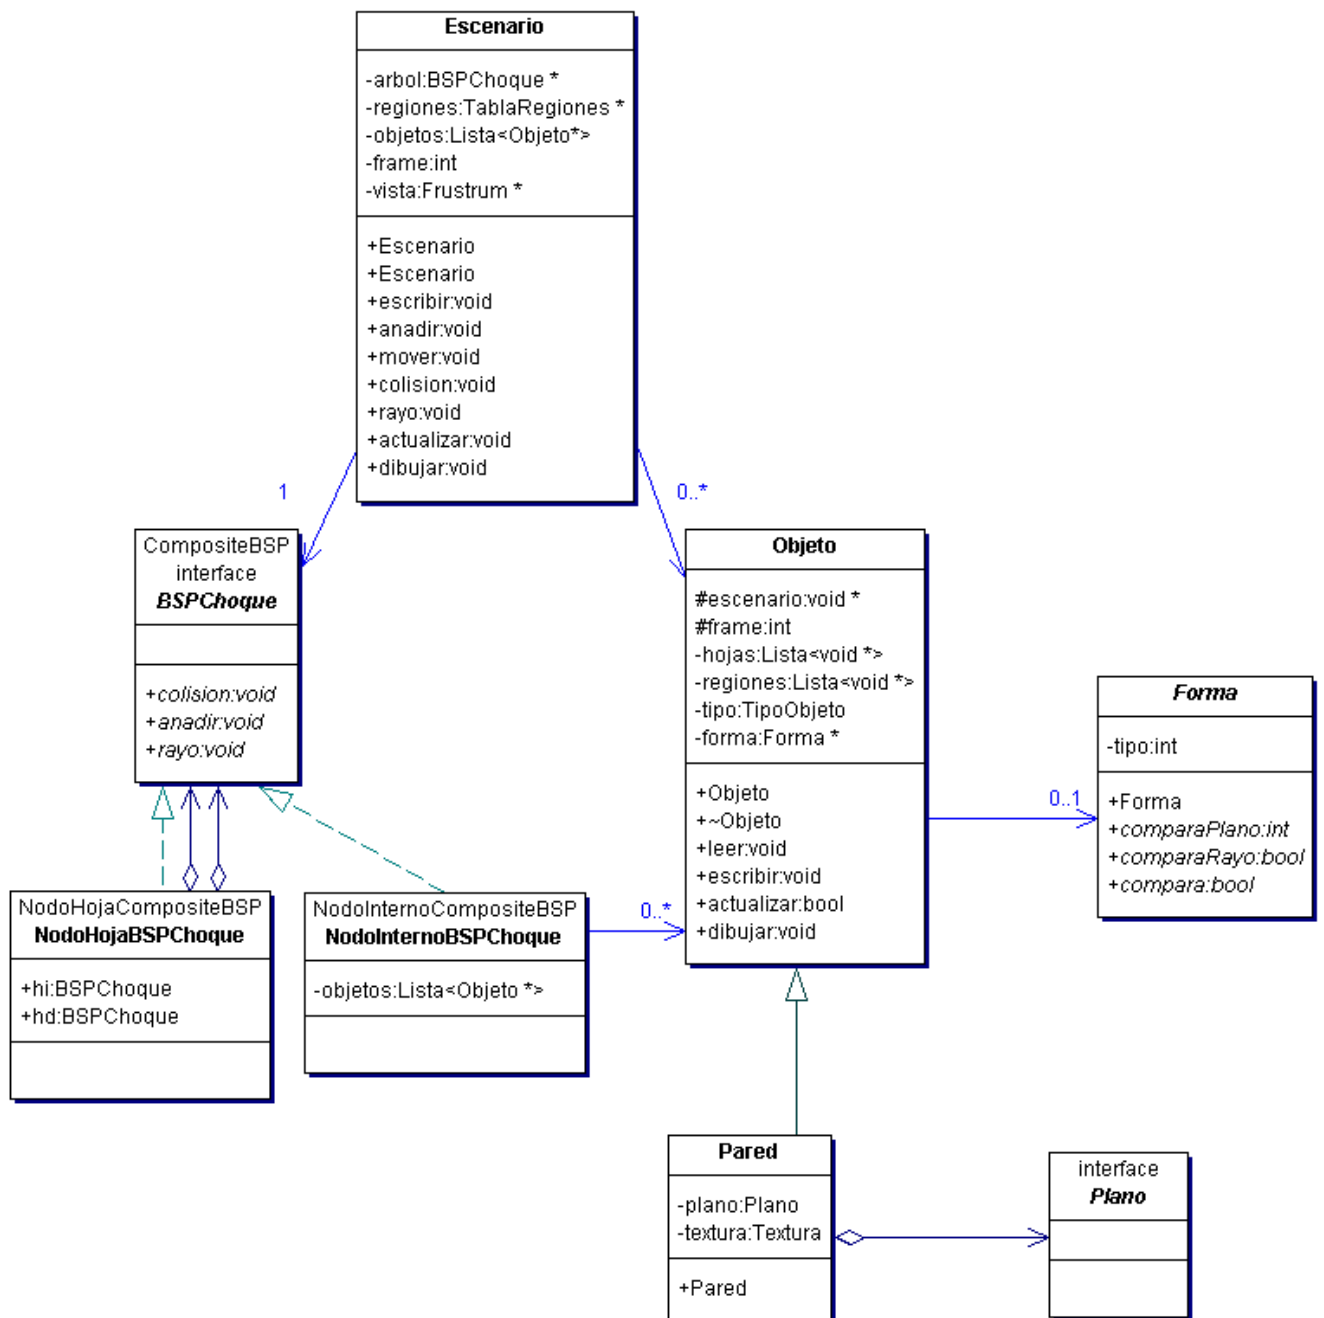 Escenario
-arbol:BSPChoque *
-regiones:TablaRegiones *
-objetos:Lista<Objeto*>
-frame:int
-vista:Frustrum *
+Escenario
+Escenario
+escribir:void
+anadir:void
+mover:void
+colision:void
+rayo:void
+actualizar:void
+dibujar:void
1
0..*
CompositeBSP
interface
BSPChoque
+colision:void
+anadir:void
+rayo:void
Objeto
#escenario:void *
#frame:int
-hojas:Lista<void *>
-regiones:Lista<void *>
-tipo:TipoObjeto
-forma:Forma *
+Objeto
+~Objeto
+leer:void
+escribir:void
+actualizar:bool
+dibujar:void
0..1
Forma
-tipo:int
+Forma
+comparaPlano:int
+comparaRayo:bool
+compara:bool
NodoHojaCompositeBSP
NodoHojaBSPChoque
+hi:BSPChoque
+hd:BSPChoque
NodoInternoCompositeBSP
NodoInternoBSPChoque
-objetos:Lista<Objeto *>
0..*
Pared
-plano:Plano
-textura:Textura
+Pared
interface
Plano